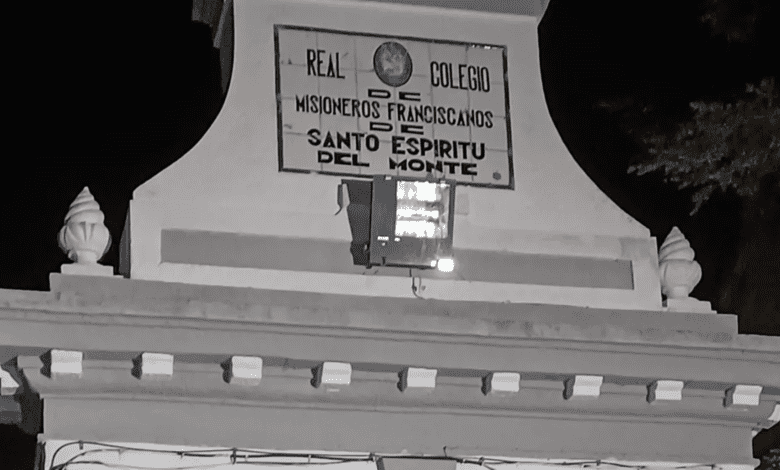 REAL COLEGIO
DE
MISIONEROS FRANCISCANOS
DE
SANTO ESPIRITU
DEL MONTE